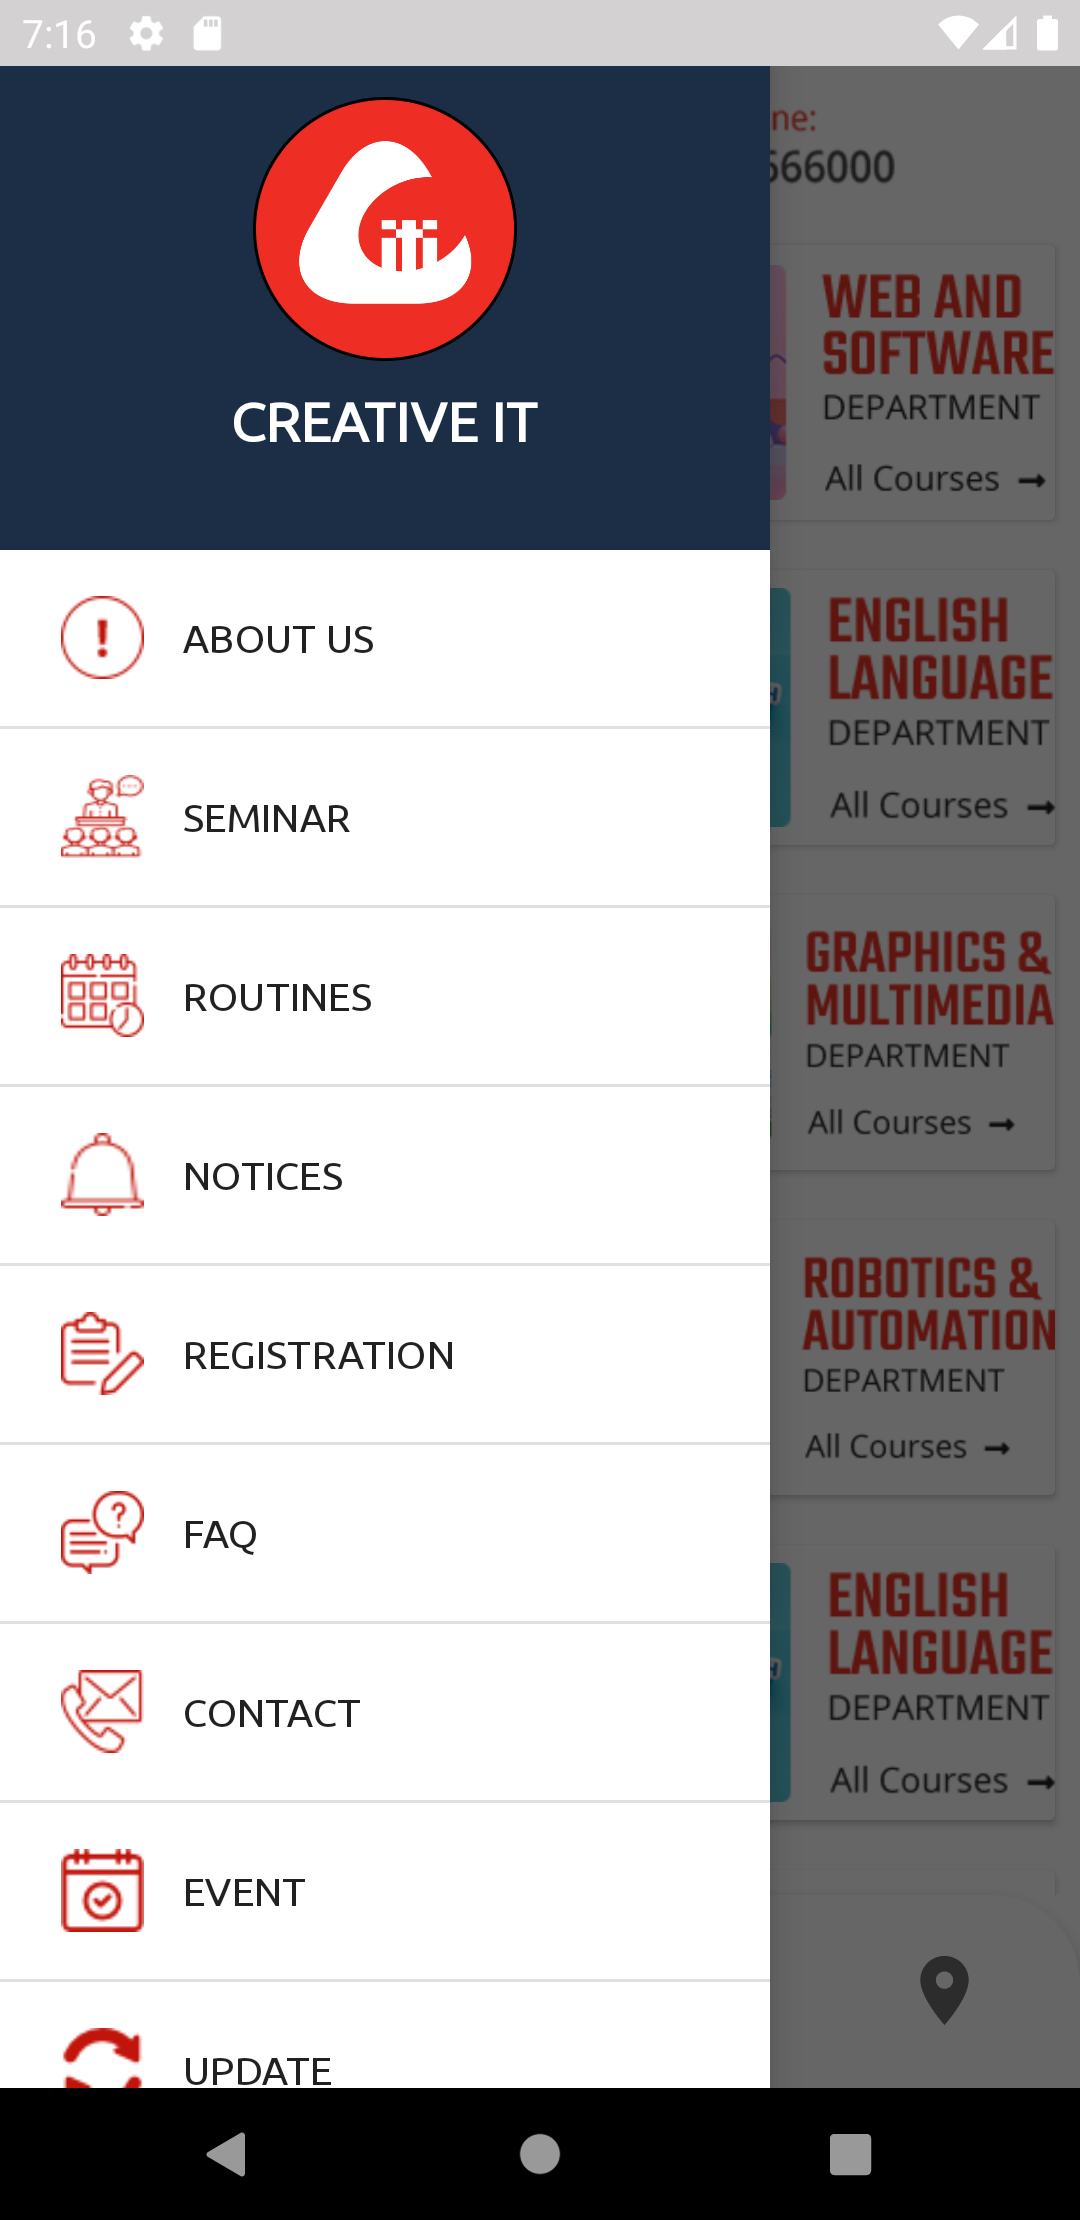 7:16
CREATIVE IT
ABOUT US
SEMINAR
ROUTINES
NOTICES
REGISTRATION
FAQ
CONTACT
EVENT
UPDATE
WEB AND
SOFTWARE
DEPARTMENT
All Courses
ENGLISH
LANGUAGE
DEPARTMENT
All Courses
GRAPHICS &
MULTIMEDIA
DEPARTMENT
All Courses
ROBOTICS &
AUTOMATION
DEPARTMENT
All Courses
ENGLISH
LANGUAGE
DEPARTMENT
All Courses